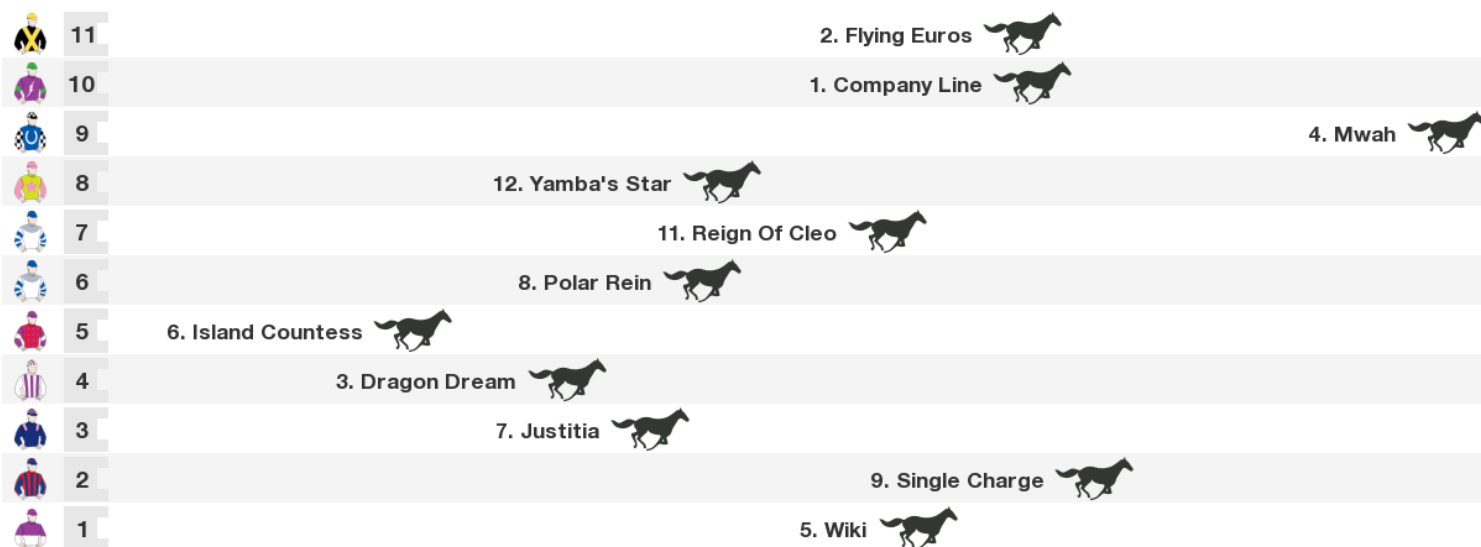 11 2. Flying Euros
10 1. Company Line
9 4. Mwah
8 12. Yamba's Star
7 11. Reign Of Cleo
6 8. Polar Rein
5 6. Island Countess
4 3. Dragon Dream
3 7. Justitia
2 9. Single Charge
1 5. Wiki